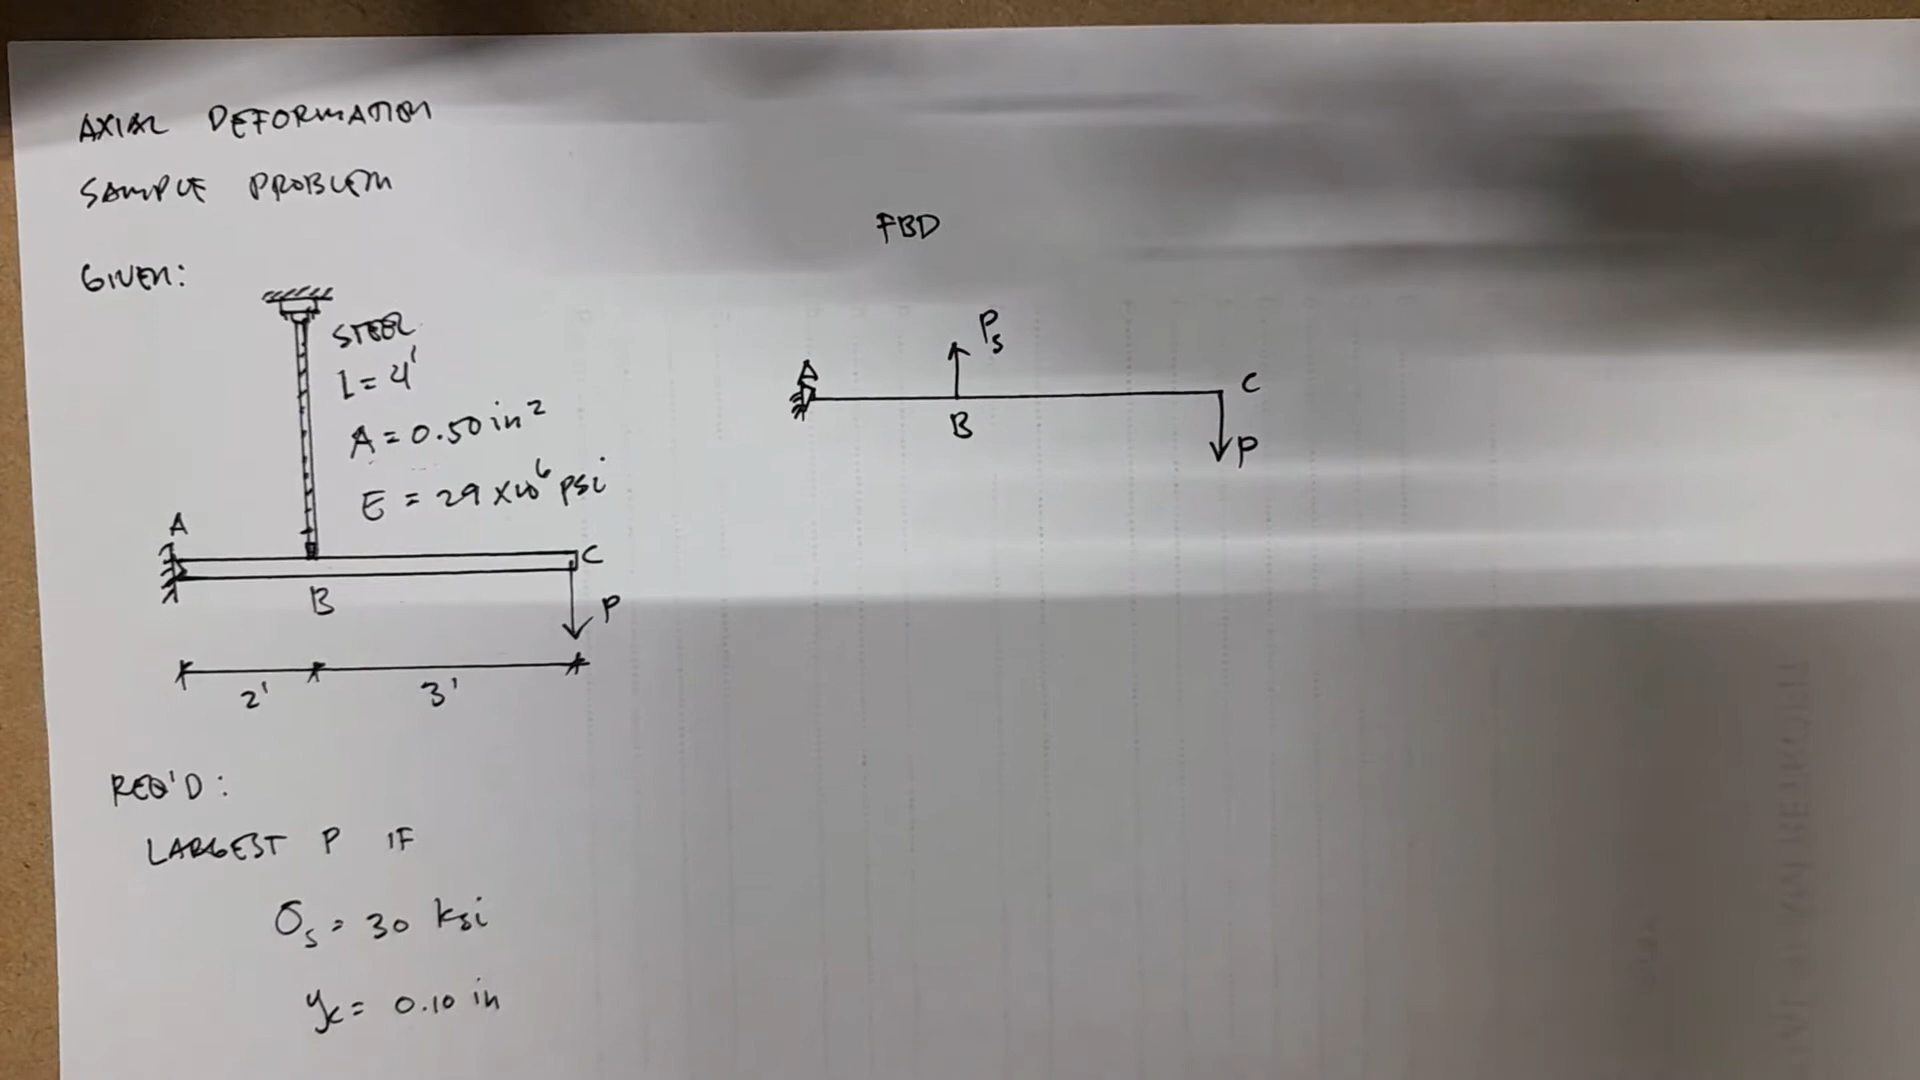 AXIAL DEFORMATION
SAMPLE PROBLEM
GIVEN:
STEEL
L = 4'
A = 0.50 in²
E = 29 x10⁶ psi
A
B
C
P
2'
3'
REQ'D:
LARGEST P IF
σs = 30 ksi
yc = 0.10 in
FBD
A
Ps
B
C
P